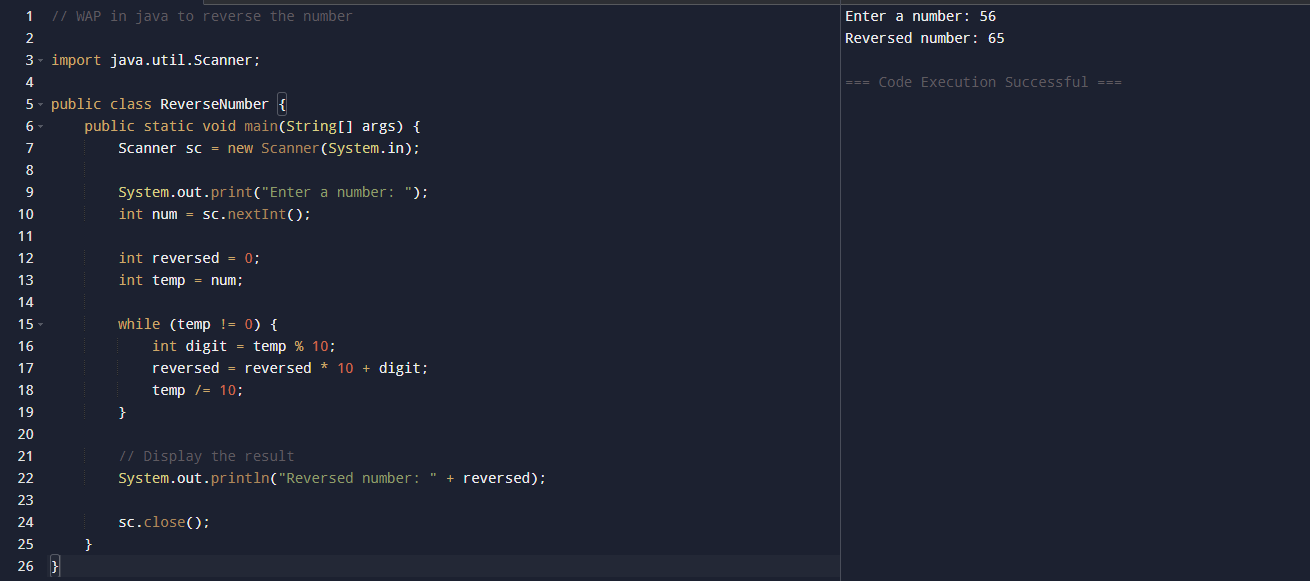 1 // WAP in java to reverse the number
2
3 import java.util.Scanner;
4
5 public class ReverseNumber {
6     public static void main(String[] args) {
7         Scanner sc = new Scanner(System.in);
8
9         System.out.print("Enter a number: ");
10         int num = sc.nextInt();
11
12         int reversed = 0;
13         int temp = num;
14
15         while (temp != 0) {
16             int digit = temp % 10;
17             reversed = reversed * 10 + digit;
18             temp /= 10;
19         }
20
21         // Display the result
22         System.out.println("Reversed number: " + reversed);
23
24         sc.close();
25     }
26 }
Enter a number: 56
Reversed number: 65
=== Code Execution Successful ===